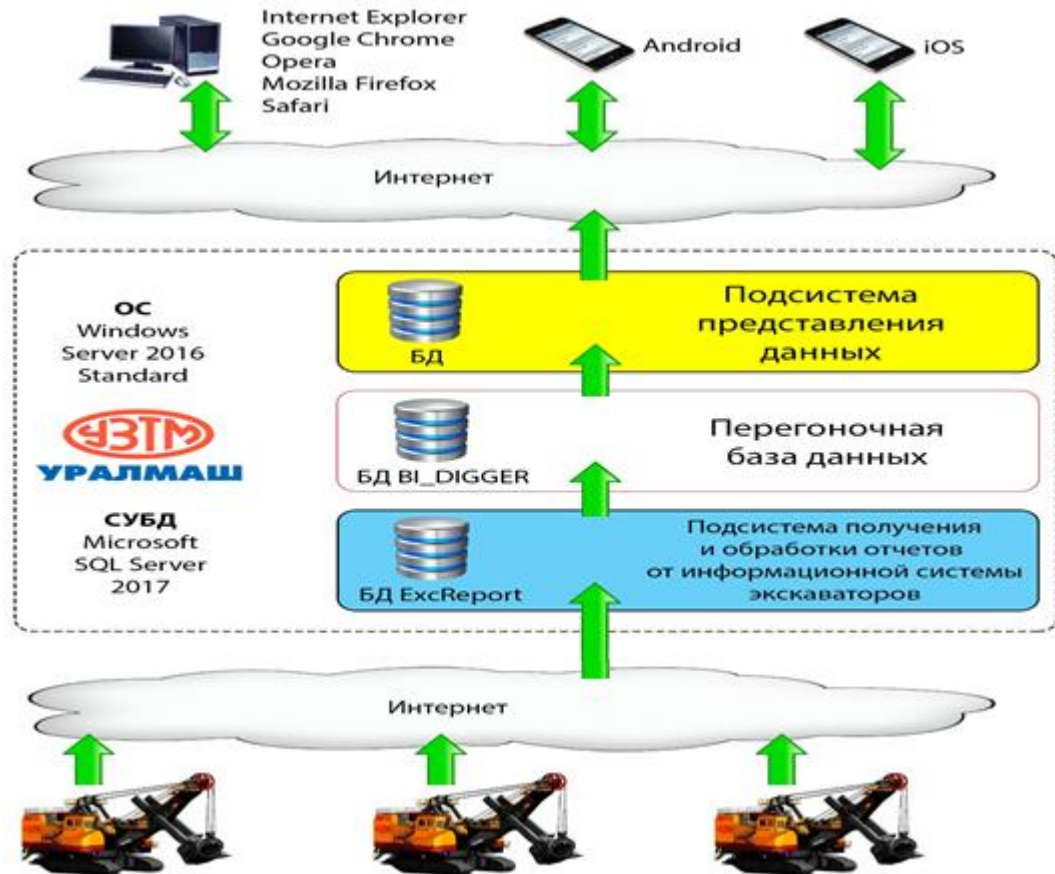 Internet Explorer
Google Chrome
Opera
Mozilla Firefox
Safari
Android
iOS
Интернет
ОС
Windows
Server 2016
Standard
БД
Подсистема
представления
данных
УЗТМ
УРАЛМАШ
БД BI_DIGGER
Перегоночная
база данных
СУБД
Microsoft
SQL Server
2017
БД ExcReport
Подсистема получения
и обработки отчетов
от информационной системы
экскаваторов
Интернет